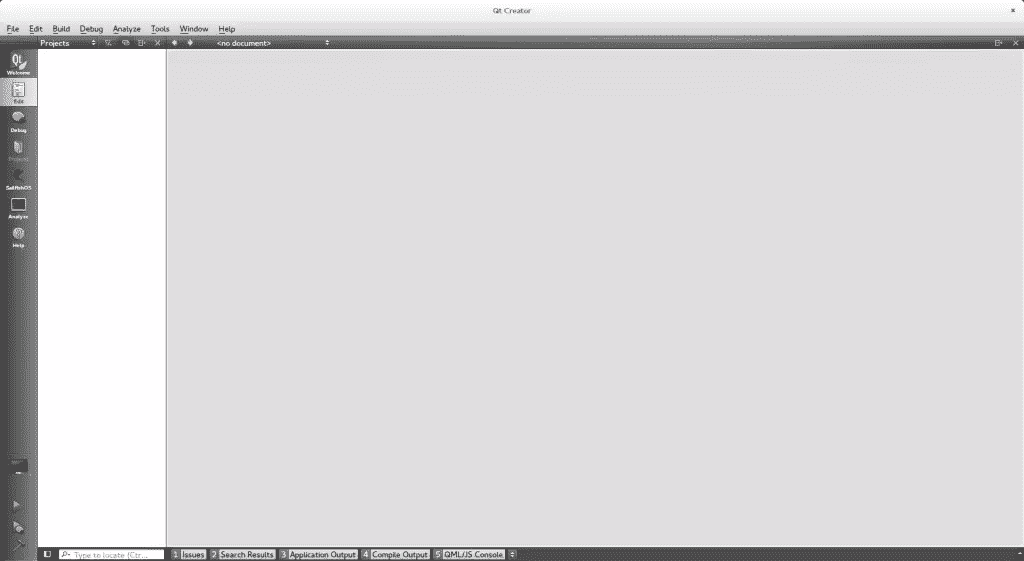 Qt Creator
File Edit Build Debug Analyze Tools Window Help
Projects <no document>
Qt
Welcome
Edit
Debug
Projects
SailfishOS
Analyze
Help
Type to locate (Ctr... 1 Issues 2 Search Results 3 Application Output 4 Compile Output 5 QML/JS Console